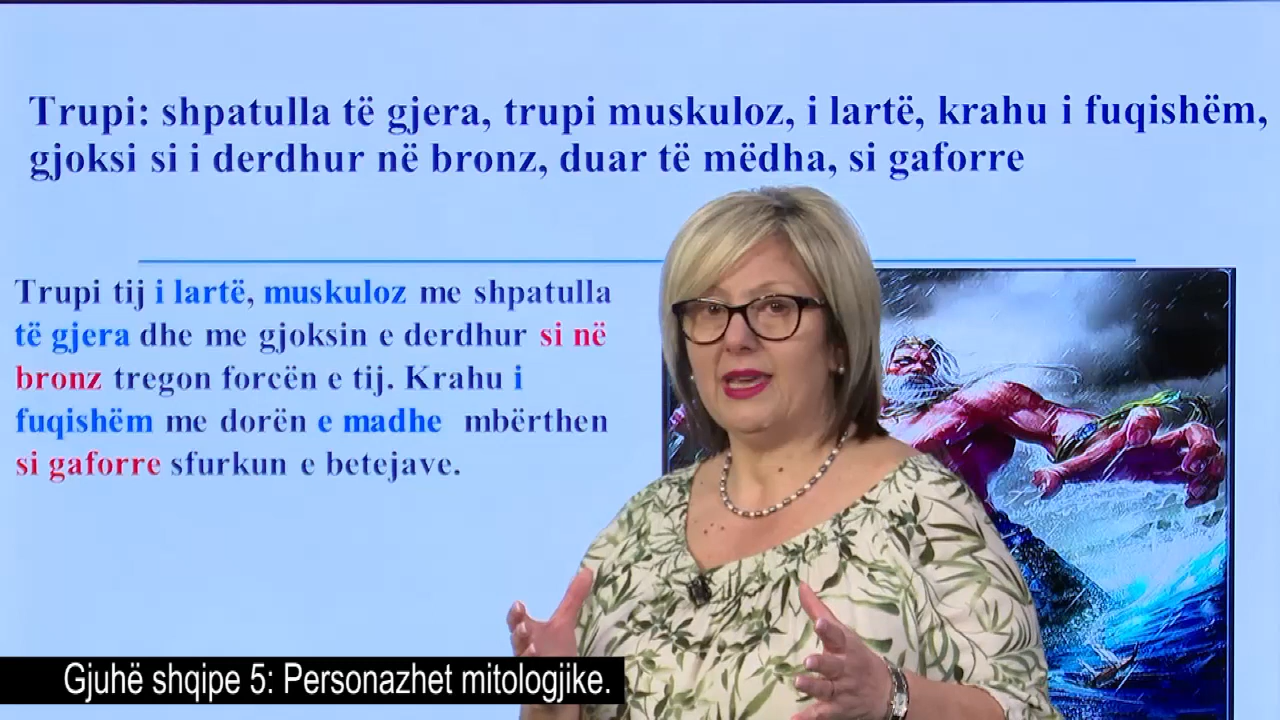 Trupi: shpatulla të gjera, trupi muskuloz, i lartë, krahu i fuqishëm,
gjoksi si i derdhur në bronz, duar të mëdha, si gaforre
Trupi tij i lartë, muskuloz me shpatulla
të gjera dhe me gjoksin e derdhur si në
bronz tregon forcën e tij. Krahu i
fuqishëm me dorën e madhe mbërthen
si gaforre sfurkun e betejave.
Gjuhë shqipe 5: Personazhet mitologjike.